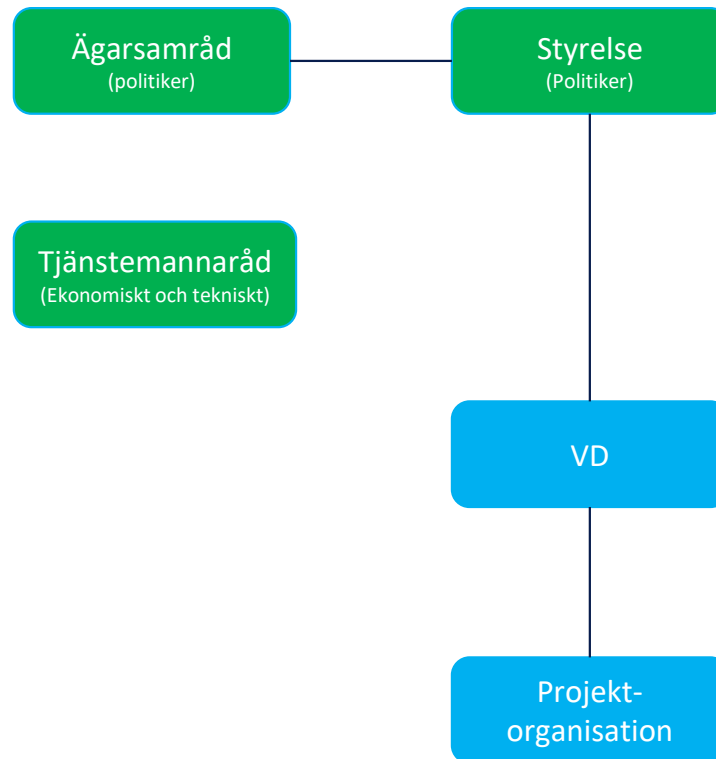 Ägarsamråd
(politiker)
Styrelse
(Politiker)
Tjänstemannaråd
(Ekonomiskt och tekniskt)
VD
Projekt-
organisation